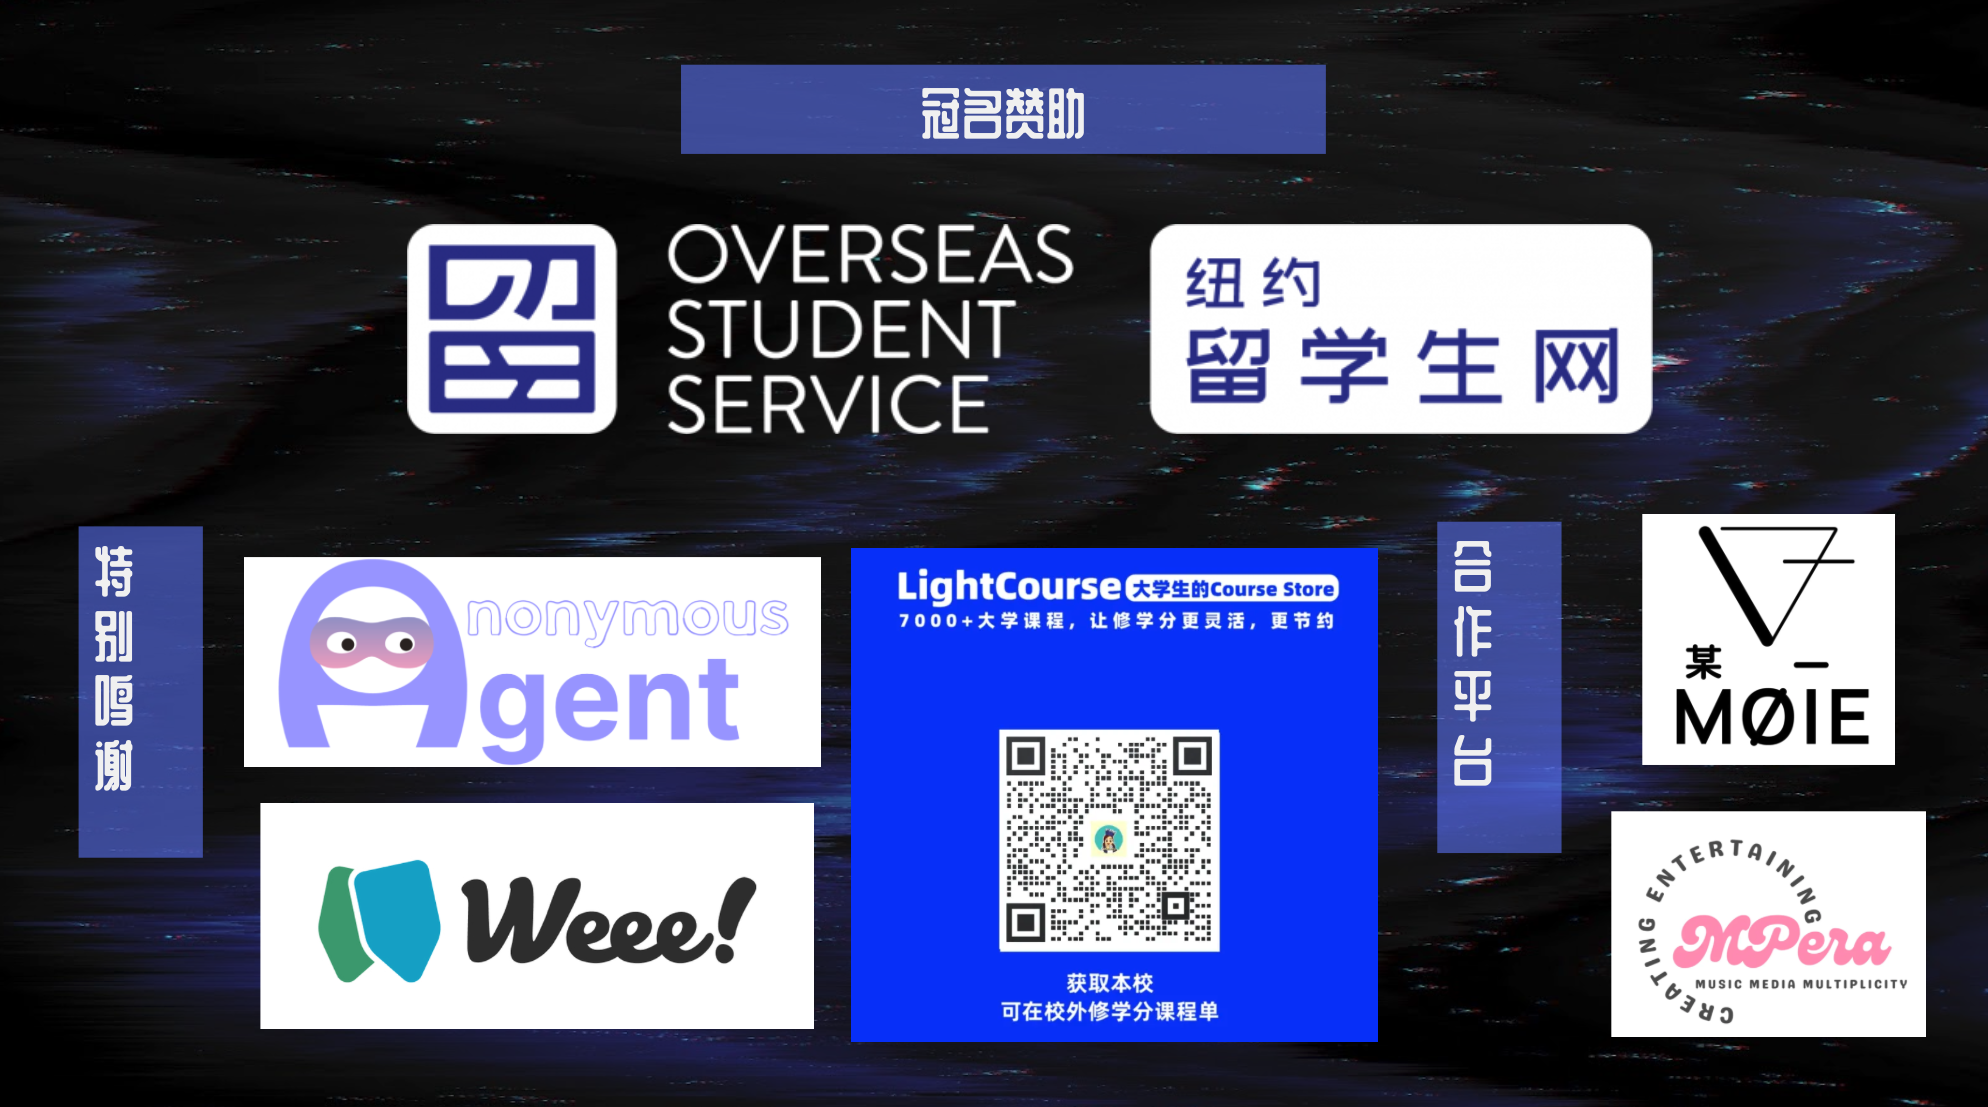 冠名赞助
留
OVERSEAS
STUDENT
SERVICE
纽约
留学生网
特别鸣谢
nonymous
Agent
Weee!
LightCourse 大学生的Course Store
7000+大学课程，让修学分更灵活，更节约
获取本校
可在校外修学分课程单
合作平台
某
MØIE
CREATING ENTERTAINING
MPera
MUSIC MEDIA MULTIPLICITY